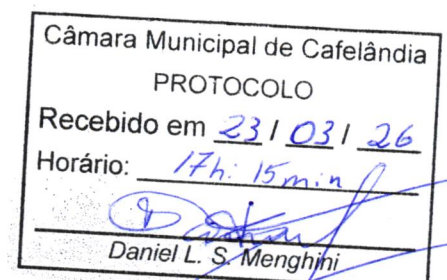 Câmara Municipal de Cafelândia
PROTOCOLO
Recebido em 23 / 03 / 26
Horário: 17h: 15min
Daniel L. S. Menghini